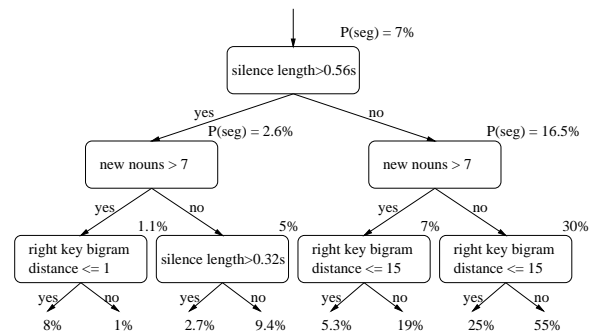 P(seg) = 7%
silence length>0.56s
yes
no
P(seg) = 2.6%
P(seg) = 16.5%
new nouns > 7
new nouns > 7
yes
no
yes
no
1.1%
5%
7%
30%
right key bigram
distance <= 1
silence length>0.32s
right key bigram
distance <= 15
right key bigram
distance <= 15
yes
no
yes
no
yes
no
yes
no
8%
1%
2.7%
9.4%
5.3%
19%
25%
55%